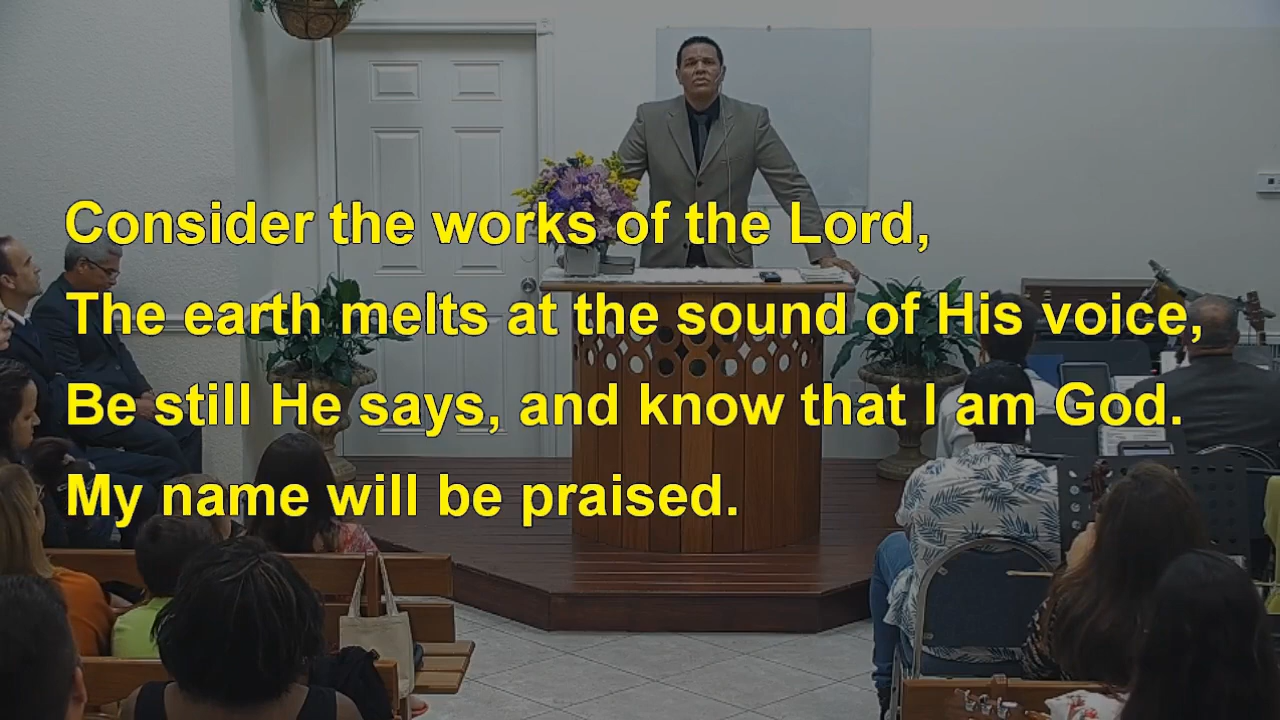 Consider the works of the Lord,
The earth melts at the sound of His voice,
Be still He says, and know that I am God.
My name will be praised.